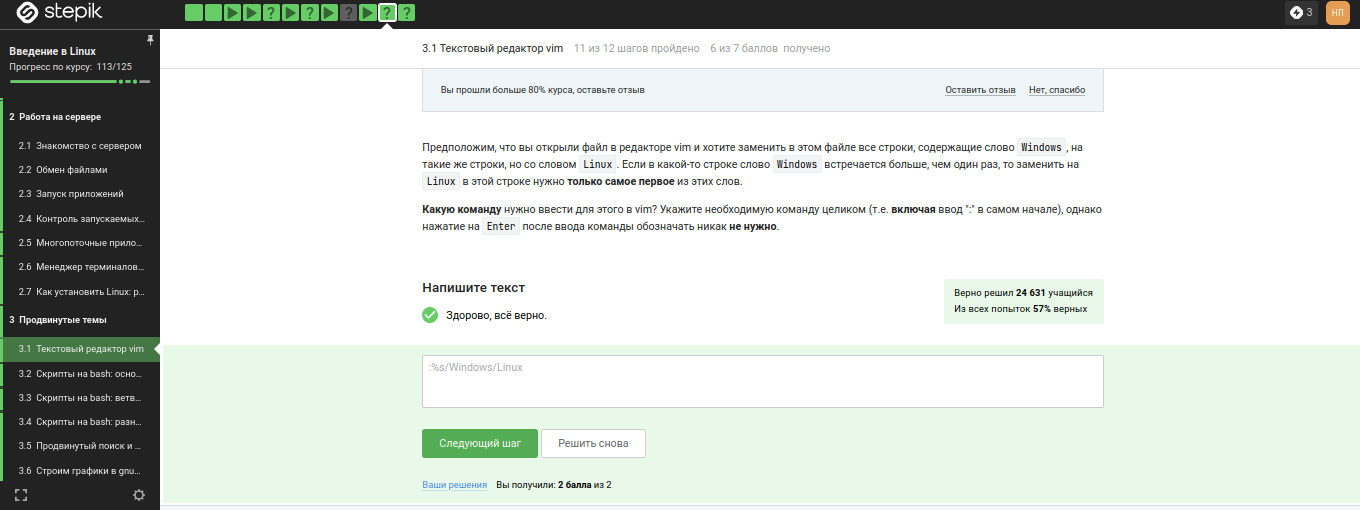 stepik
? ? ? ? ?
3
НП
Введение в Linux
Прогресс по курсу: 113/125
2 Работа на сервере
2.1 Знакомство с сервером
2.2 Обмен файлами
2.3 Запуск приложений
2.4 Контроль запускаемых...
2.5 Многопоточные прило...
2.6 Менеджер терминалов...
2.7 Как установить Linux: р...
3 Продвинутые темы
3.1 Текстовый редактор vim
3.2 Скрипты на bash: осно...
3.3 Скрипты на bash: ветв...
3.4 Скрипты на bash: разн...
3.5 Продвинутый поиск и ...
3.6 Строим графики в gnu...
3.1 Текстовый редактор vim 11 из 12 шагов пройдено 6 из 7 баллов получено
Вы прошли больше 80% курса, оставьте отзыв
Оставить отзыв Нет, спасибо
Предположим, что вы открыли файл в редакторе vim и хотите заменить в этом файле все строки, содержащие слово Windows, на
такие же строки, но со словом Linux. Если в какой-то строке слово Windows встречается больше, чем один раз, то заменить на
Linux в этой строке нужно только самое первое из этих слов.
Какую команду нужно ввести для этого в vim? Укажите необходимую команду целиком (т.е. включая ввод ":" в самом начале), однако
нажатие на Enter после ввода команды обозначать никак не нужно.
Напишите текст
Здорово, всё верно.
Верно решил 24 631 учащийся
Из всех попыток 57% верных
:%s/Windows/Linux
Следующий шаг
Решить снова
Ваши решения Вы получили: 2 балла из 2